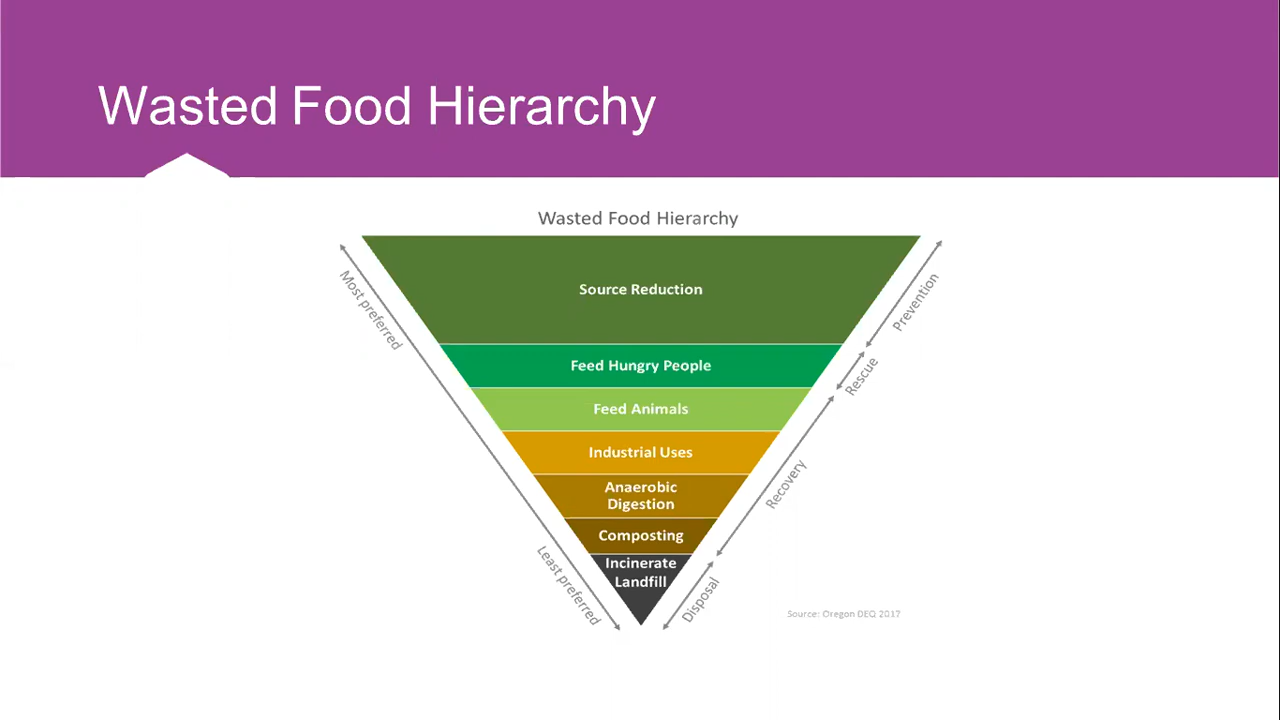 Wasted Food Hierarchy
Wasted Food Hierarchy
Most preferred
Least preferred
Source Reduction
Feed Hungry People
Feed Animals
Industrial Uses
Anaerobic
Digestion
Composting
Incinerate
Landfill
Prevention
Rescue
Recovery
Disposal
Source: Oregon DEQ 2017